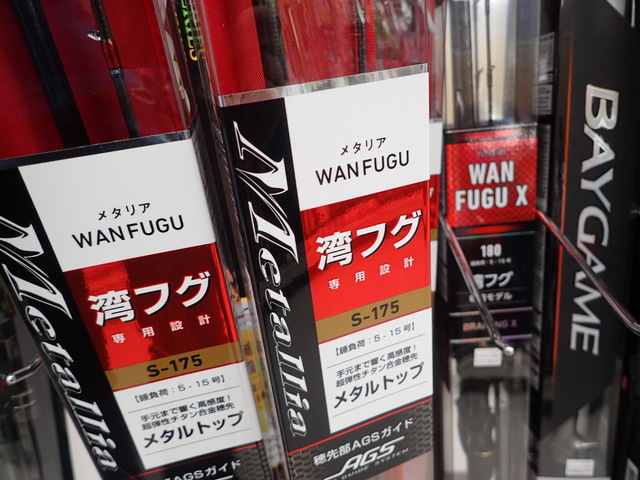 メタリア
WANFUGU
湾フグ
専用設計
S-175
【錘負荷：5-15号】
手元まで響く高感度！
超弾性チタン合金穂先
メタルトップ
AGSガイド
Metallia
メタリア
WANFUGU
湾フグ
専用設計
S-175
【錘負荷：5-15号】
手元まで響く高感度！
超弾性チタン合金穂先
メタルトップ
穂先部AGSガイド
AGS
GUIDE SYSTEM
Metallia
WAN
FUGU X
180
湾フグ
モデル
X
BAYGAME